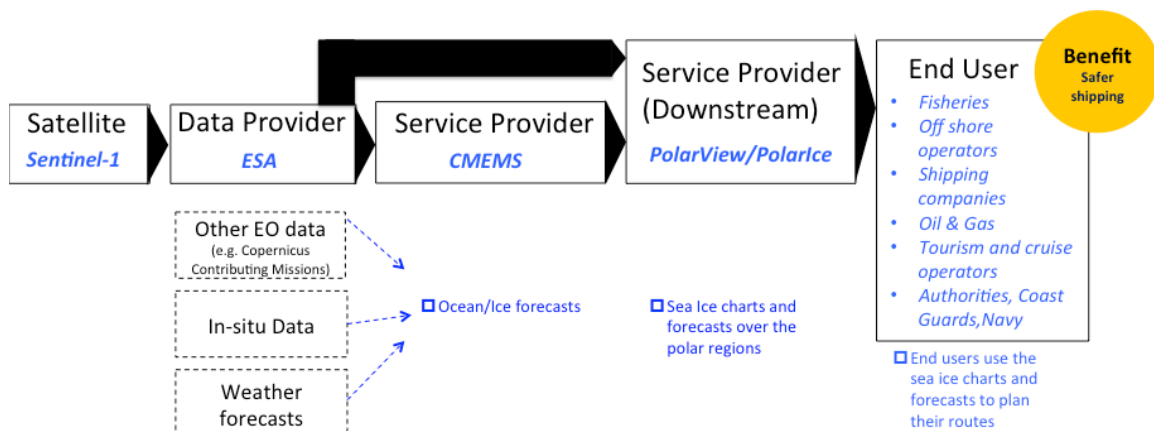 Satellite
Sentinel-1
Data Provider
ESA
Service Provider
CMEMS
Service Provider
(Downstream)
PolarView/PolarIce
End User
• Fisheries
• Off shore
operators
• Shipping
companies
• Oil & Gas
• Tourism and cruise
operators
• Authorities, Coast
Guards,Navy
Benefit
Safer
shipping
Other EO data
(e.g. Copernicus
Contributing Missions)
In-situ Data
Weather
forecasts
Ocean/Ice forecasts
Sea Ice charts and
forecasts over the
polar regions
End users use the
sea ice charts and
forecasts to plan
their routes